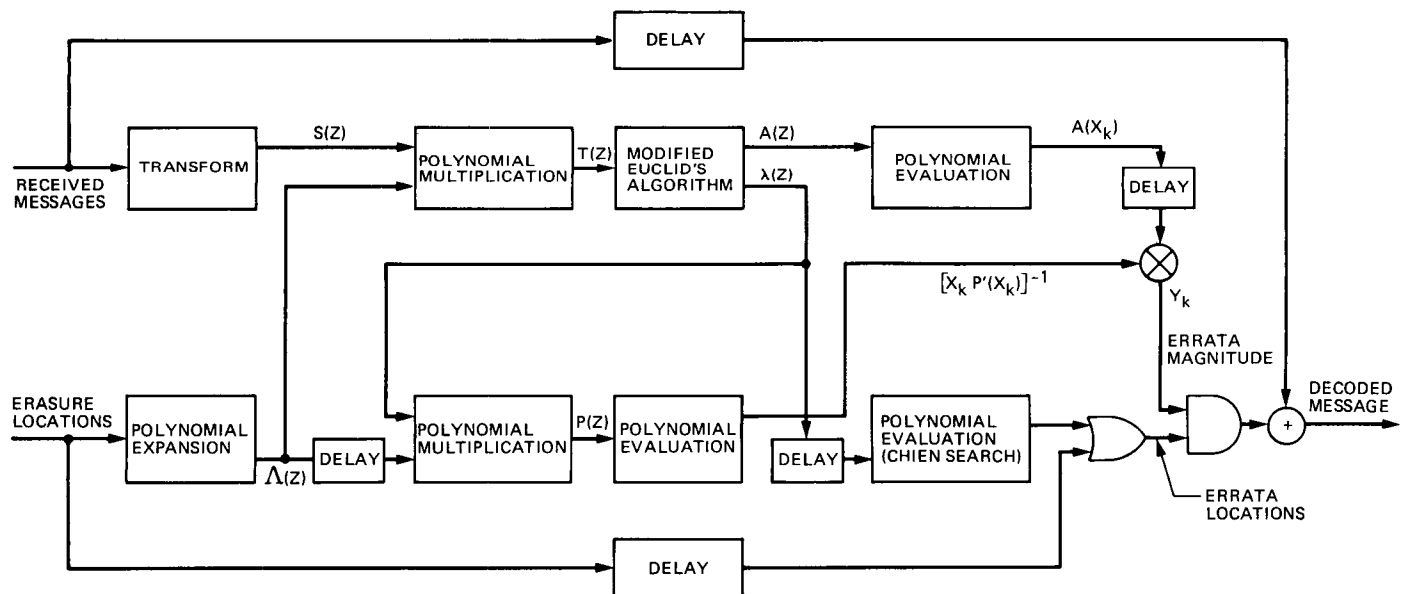 DELAY
RECEIVED
MESSAGES
TRANSFORM
S(Z)
POLYNOMIAL
MULTIPLICATION
T(Z)
MODIFIED
EUCLID'S
ALGORITHM
A(Z)
λ(Z)
POLYNOMIAL
EVALUATION
A(X_k)
DELAY
[X_k P'(X_k)]^-1
Y_k
ERRATA
MAGNITUDE
ERASURE
LOCATIONS
POLYNOMIAL
EXPANSION
Λ(Z)
DELAY
POLYNOMIAL
MULTIPLICATION
P(Z)
POLYNOMIAL
EVALUATION
DELAY
POLYNOMIAL
EVALUATION
(CHIEN SEARCH)
ERRATA
LOCATIONS
+
DECODED
MESSAGE
DELAY